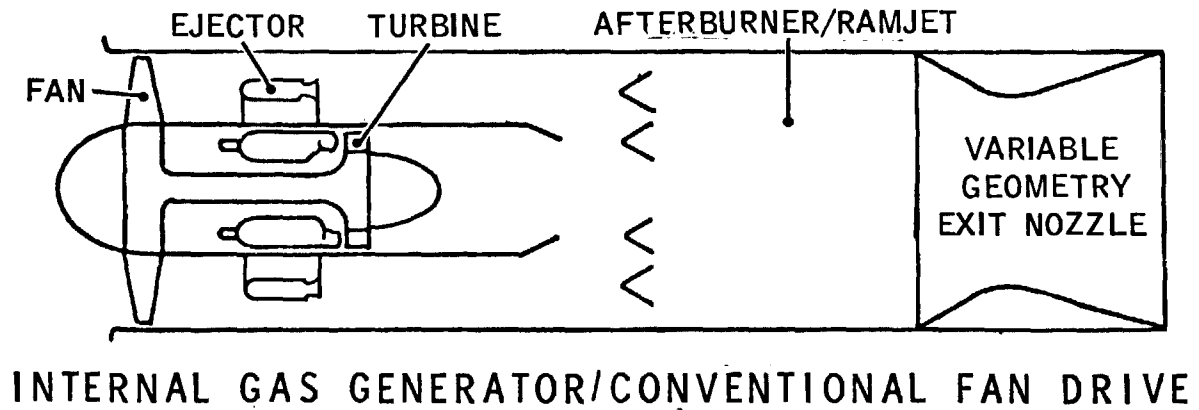 EJECTOR
TURBINE
AFTERBURNER/RAMJET
FAN
VARIABLE
GEOMETRY
EXIT NOZZLE
INTERNAL GAS GENERATOR/CONVENTIONAL FAN DRIVE